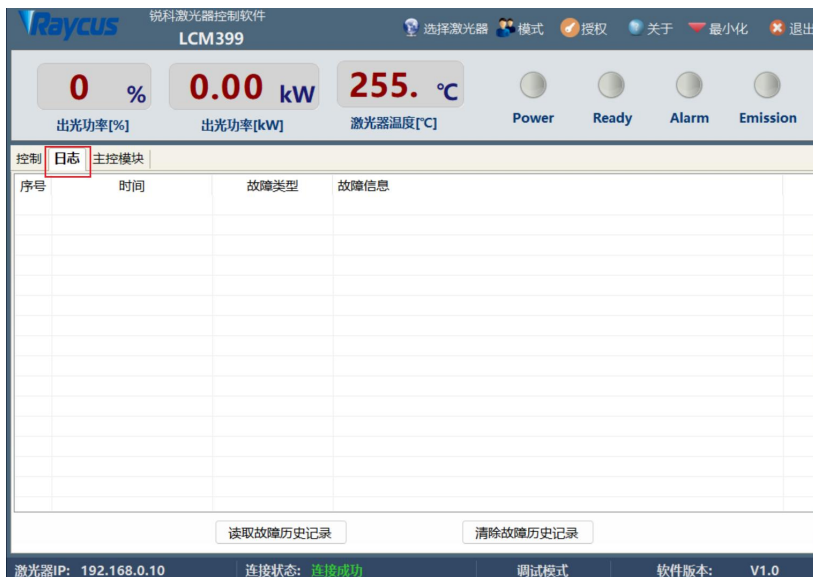 Raycus 锐科激光器控制软件
LCM399
选择激光器 模式 授权 关于 最小化 退出
0 % 0.00 kW 255. ℃
出光功率[%] 出光功率[kW] 激光器温度[℃] Power Ready Alarm Emission
控制 日志 主控模块
序号 时间 故障类型 故障信息
读取故障历史记录 清除故障历史记录
激光器IP: 192.168.0.10 连接状态: 连接成功 调试模式 软件版本: V1.0